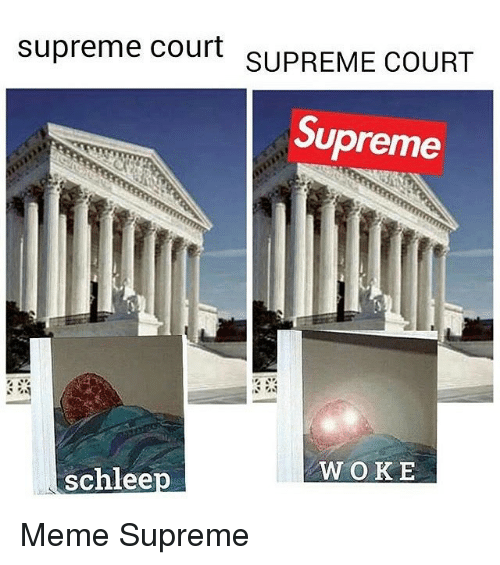 supreme court
SUPREME COURT
Supreme
schleep
WOKE
Meme Supreme